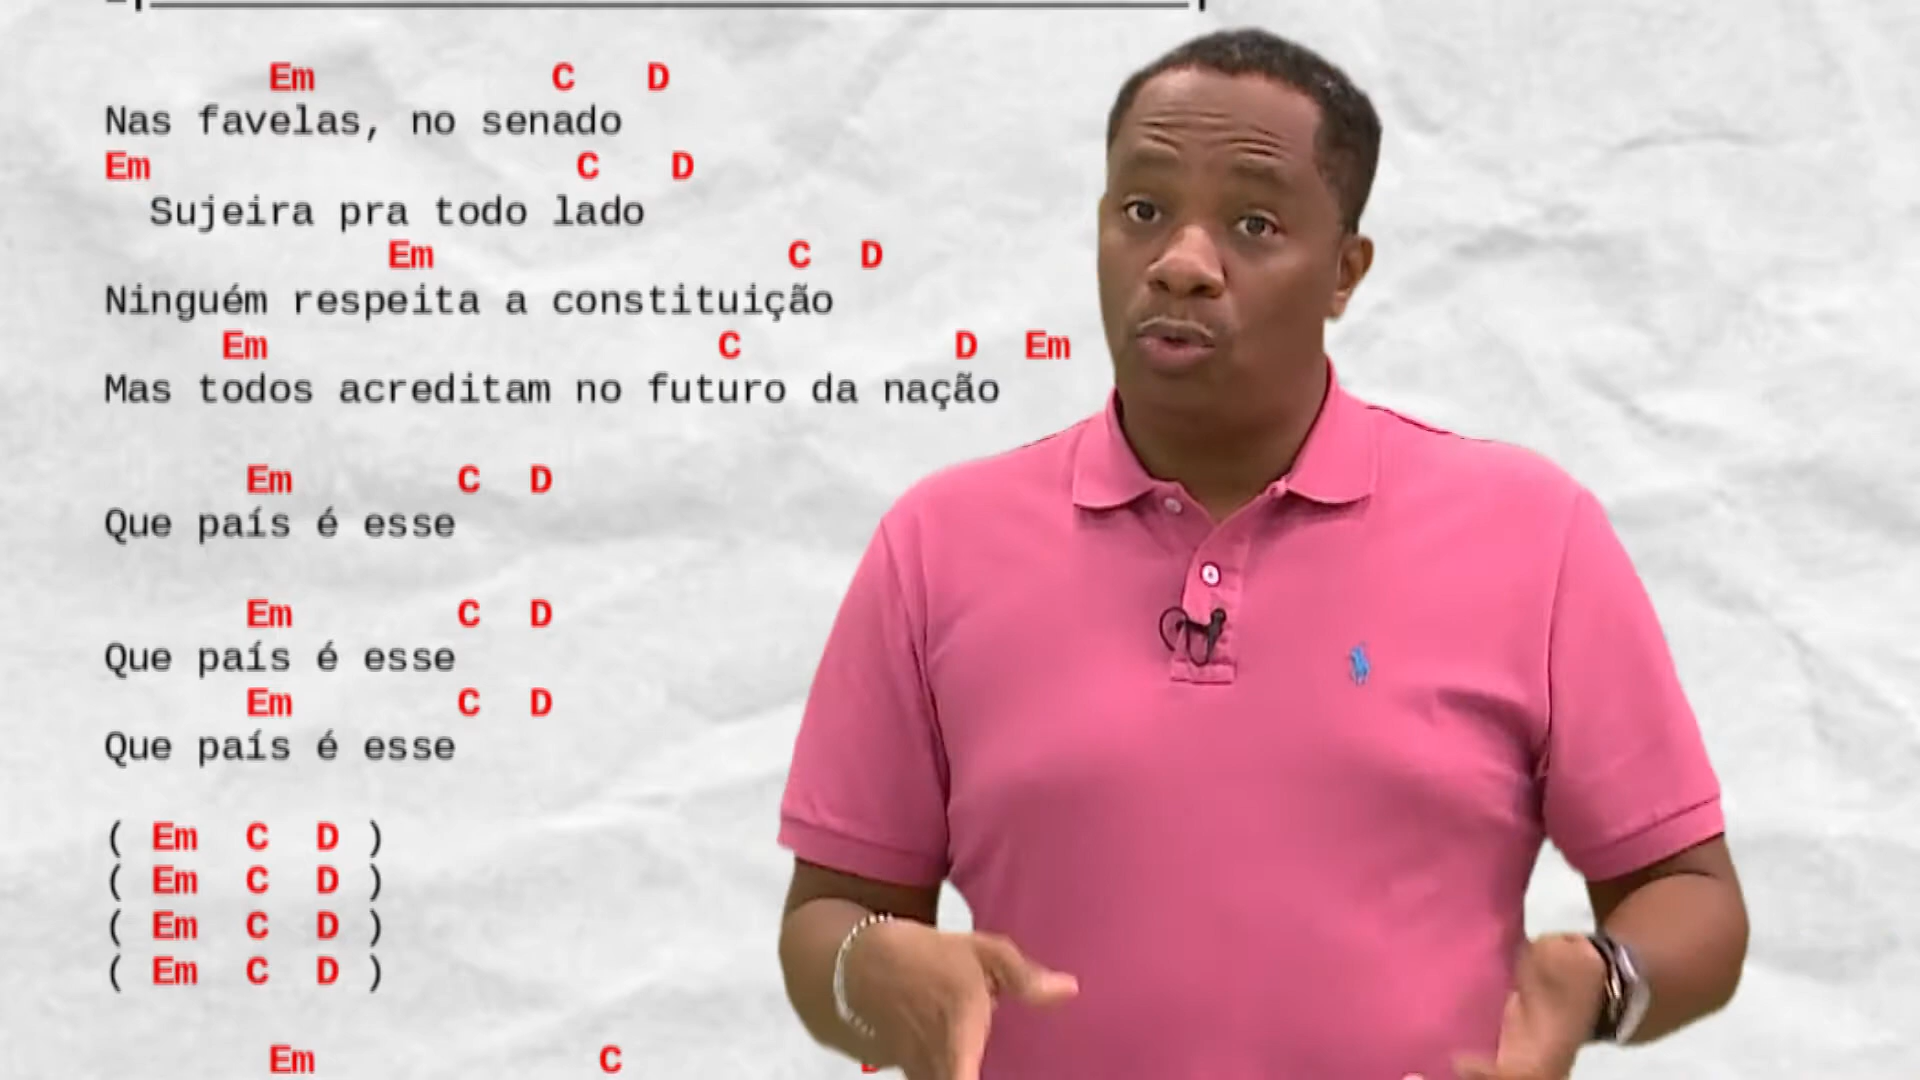 Em C D
Nas favelas, no senado
Em C D
Sujeira pra todo lado
Em C D
Ninguém respeita a constituição
Em C D Em
Mas todos acreditam no futuro da nação
Em C D
Que país é esse
Em C D
Que país é esse
Em C D
Que país é esse
( Em C D )
( Em C D )
( Em C D )
( Em C D )
Em C